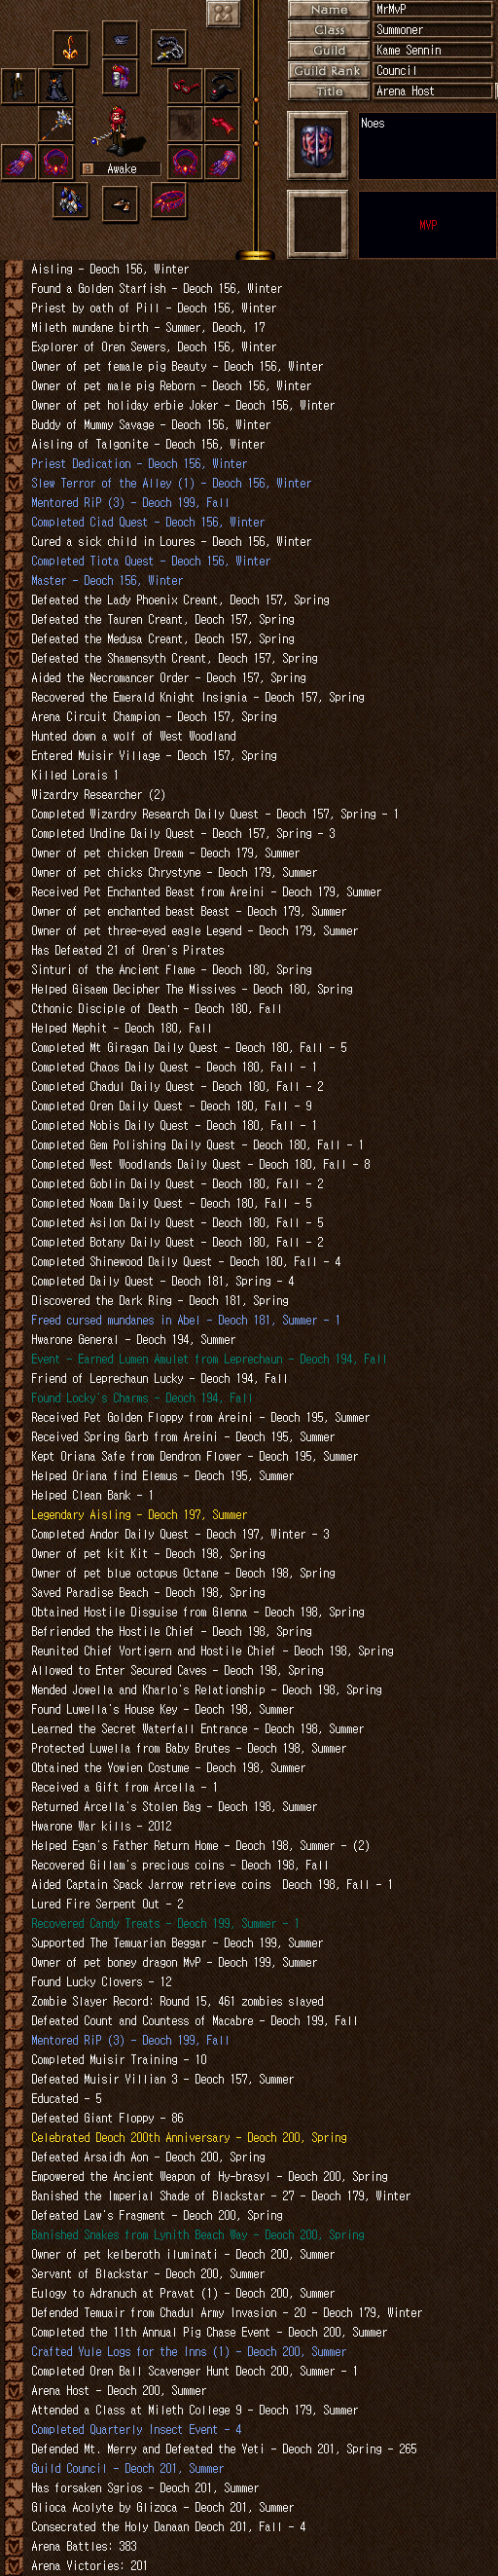 Name MrMvP
Class Summoner
Guild Kame Sennin
Guild Rank Council
Title Arena Host
Noes
Awake
MVP
Aisling - Deoch 156, Winter
Found a Golden Starfish - Deoch 156, Winter
Priest by oath of Pill - Deoch 156, Winter
Mileth mundane birth - Summer, Deoch, 17
Explorer of Oren Sewers, Deoch 156, Winter
Owner of pet female pig Beauty - Deoch 156, Winter
Owner of pet male pig Reborn - Deoch 156, Winter
Owner of pet holiday erbie Joker - Deoch 156, Winter
Buddy of Mummy Savage - Deoch 156, Winter
Aisling of Talgonite - Deoch 156, Winter
Priest Dedication - Deoch 156, Winter
Slew Terror of the Alley (1) - Deoch 156, Winter
Mentored RiP (3) - Deoch 199, Fall
Completed Ciad Quest - Deoch 156, Winter
Cured a sick child in Loures - Deoch 156, Winter
Completed Tiota Quest - Deoch 156, Winter
Master - Deoch 156, Winter
Defeated the Lady Phoenix Creant, Deoch 157, Spring
Defeated the Tauren Creant, Deoch 157, Spring
Defeated the Medusa Creant, Deoch 157, Spring
Defeated the Shamensyth Creant, Deoch 157, Spring
Aided the Necromancer Order - Deoch 157, Spring
Recovered the Emerald Knight Insignia - Deoch 157, Spring
Arena Circuit Champion - Deoch 157, Spring
Hunted down a wolf of West Woodland
Entered Muisir Village - Deoch 157, Spring
Killed Lorais 1
Wizardry Researcher (2)
Completed Wizardry Research Daily Quest - Deoch 157, Spring - 1
Completed Undine Daily Quest - Deoch 157, Spring - 3
Owner of pet chicken Dream - Deoch 179, Summer
Owner of pet chicks Chrystyne - Deoch 179, Summer
Received Pet Enchanted Beast from Areini - Deoch 179, Summer
Owner of pet enchanted beast Beast - Deoch 179, Summer
Owner of pet three-eyed eagle Legend - Deoch 179, Summer
Has Defeated 21 of Oren's Pirates
Sinturi of the Ancient Flame - Deoch 180, Spring
Helped Gisaem Decipher The Missives - Deoch 180, Spring
Cthonic Disciple of Death - Deoch 180, Fall
Helped Mephit - Deoch 180, Fall
Completed Mt Giragan Daily Quest - Deoch 180, Fall - 5
Completed Chaos Daily Quest - Deoch 180, Fall - 1
Completed Chadul Daily Quest - Deoch 180, Fall - 2
Completed Oren Daily Quest - Deoch 180, Fall - 9
Completed Nobis Daily Quest - Deoch 180, Fall - 1
Completed Gem Polishing Daily Quest - Deoch 180, Fall - 1
Completed West Woodlands Daily Quest - Deoch 180, Fall - 8
Completed Goblin Daily Quest - Deoch 180, Fall - 2
Completed Noam Daily Quest - Deoch 180, Fall - 5
Completed Asilon Daily Quest - Deoch 180, Fall - 5
Completed Botany Daily Quest - Deoch 180, Fall - 2
Completed Shinewood Daily Quest - Deoch 180, Fall - 4
Completed Daily Quest - Deoch 181, Spring - 4
Discovered the Dark Ring - Deoch 181, Spring
Freed cursed mundanes in Abel - Deoch 181, Summer - 1
Hwarone General - Deoch 194, Summer
Event - Earned Lumen Amulet from Leprechaun - Deoch 194, Fall
Friend of Leprechaun Lucky - Deoch 194, Fall
Found Locky's Charms - Deoch 194, Fall
Received Pet Golden Floppy from Areini - Deoch 195, Summer
Received Spring Garb from Areini - Deoch 195, Summer
Kept Oriana Safe from Dendron Flower - Deoch 195, Summer
Helped Oriana find Elemus - Deoch 195, Summer
Helped Clean Bank - 1
Legendary Aisling - Deoch 197, Summer
Completed Andor Daily Quest - Deoch 197, Winter - 3
Owner of pet kit Kit - Deoch 198, Spring
Owner of pet blue octopus Octane - Deoch 198, Spring
Saved Paradise Beach - Deoch 198, Spring
Obtained Hostile Disguise from Glenna - Deoch 198, Spring
Befriended the Hostile Chief - Deoch 198, Spring
Reunited Chief Vortigern and Hostile Chief - Deoch 198, Spring
Allowed to Enter Secured Caves - Deoch 198, Spring
Mended Jowella and Kharlo's Relationship - Deoch 198, Spring
Found Luwella's House Key - Deoch 198, Summer
Learned the Secret Waterfall Entrance - Deoch 198, Summer
Protected Luwella from Baby Brutes - Deoch 198, Summer
Obtained the Yowien Costume - Deoch 198, Summer
Received a Gift from Arcella - 1
Returned Arcella's Stolen Bag - Deoch 198, Summer
Hwarone War kills - 2012
Helped Egan's Father Return Home - Deoch 198, Summer - (2)
Recovered Gillam's precious coins - Deoch 198, Fall
Aided Captain Spack Jarrow retrieve coins  Deoch 198, Fall - 1
Lured Fire Serpent Out - 2
Recovered Candy Treats - Deoch 199, Summer - 1
Supported The Temuarian Beggar - Deoch 199, Summer
Owner of pet boney dragon MvP - Deoch 199, Summer
Found Lucky Clovers - 12
Zombie Slayer Record: Round 15, 461 zombies slayed
Defeated Count and Countess of Macabre - Deoch 199, Fall
Mentored RiP (3) - Deoch 199, Fall
Completed Muisir Training - 10
Defeated Muisir Villian 3 - Deoch 157, Summer
Educated - 5
Defeated Giant Floppy - 86
Celebrated Deoch 200th Anniversary - Deoch 200, Spring
Defeated Arsaidh Aon - Deoch 200, Spring
Empowered the Ancient Weapon of Hy-brasyl - Deoch 200, Spring
Banished the Imperial Shade of Blackstar - 27 - Deoch 179, Winter
Defeated Law's Fragment - Deoch 200, Spring
Banished Snakes from Lynith Beach Way - Deoch 200, Spring
Owner of pet kelberoth iluminati - Deoch 200, Summer
Servant of Blackstar - Deoch 200, Summer
Eulogy to Adranuch at Pravat (1) - Deoch 200, Summer
Defended Temuair from Chadul Army Invasion - 20 - Deoch 179, Winter
Completed the 11th Annual Pig Chase Event - Deoch 200, Summer
Crafted Yule Logs for the Inns (1) - Deoch 200, Summer
Completed Oren Ball Scavenger Hunt Deoch 200, Summer - 1
Arena Host - Deoch 200, Summer
Attended a Class at Mileth College 9 - Deoch 179, Summer
Completed Quarterly Insect Event - 4
Defended Mt. Merry and Defeated the Yeti - Deoch 201, Spring - 265
Guild Council - Deoch 201, Summer
Has forsaken Sgrios - Deoch 201, Summer
Glioca Acolyte by Glizoca - Deoch 201, Summer
Consecrated the Holy Danaan Deoch 201, Fall - 4
Arena Battles: 383
Arena Victories: 201